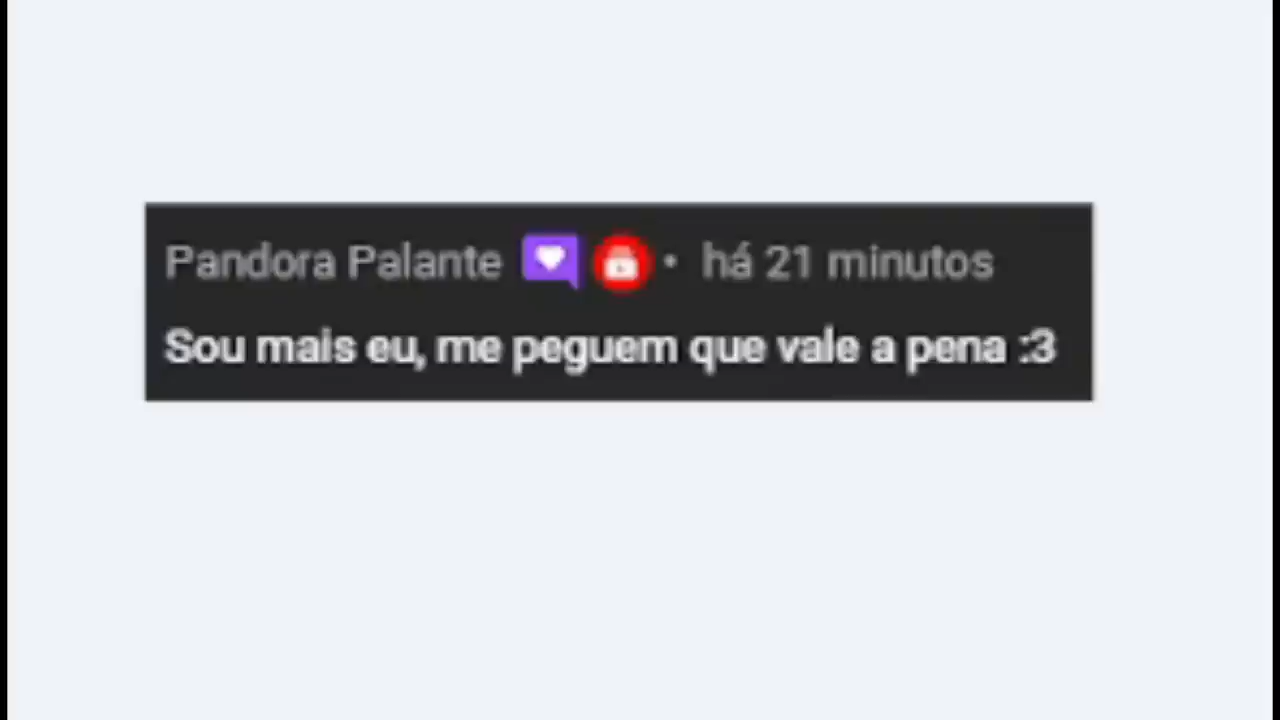 Pandora Palante • há 21 minutos
Sou mais eu, me peguem que vale a pena :3